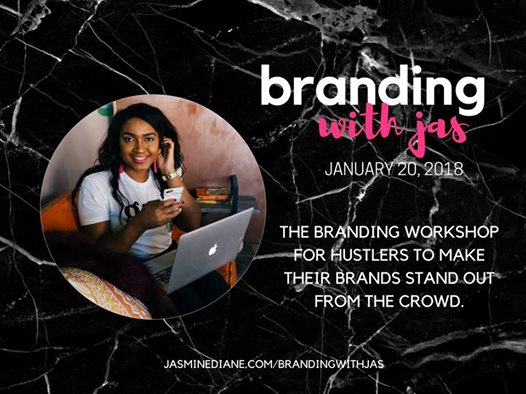 branding
with jas
JANUARY 20, 2018
THE BRANDING WORKSHOP
FOR HUSTLERS TO MAKE
THEIR BRANDS STAND OUT
FROM THE CROWD.
JASMINEDIANE.COM/BRANDINGWITHJAS